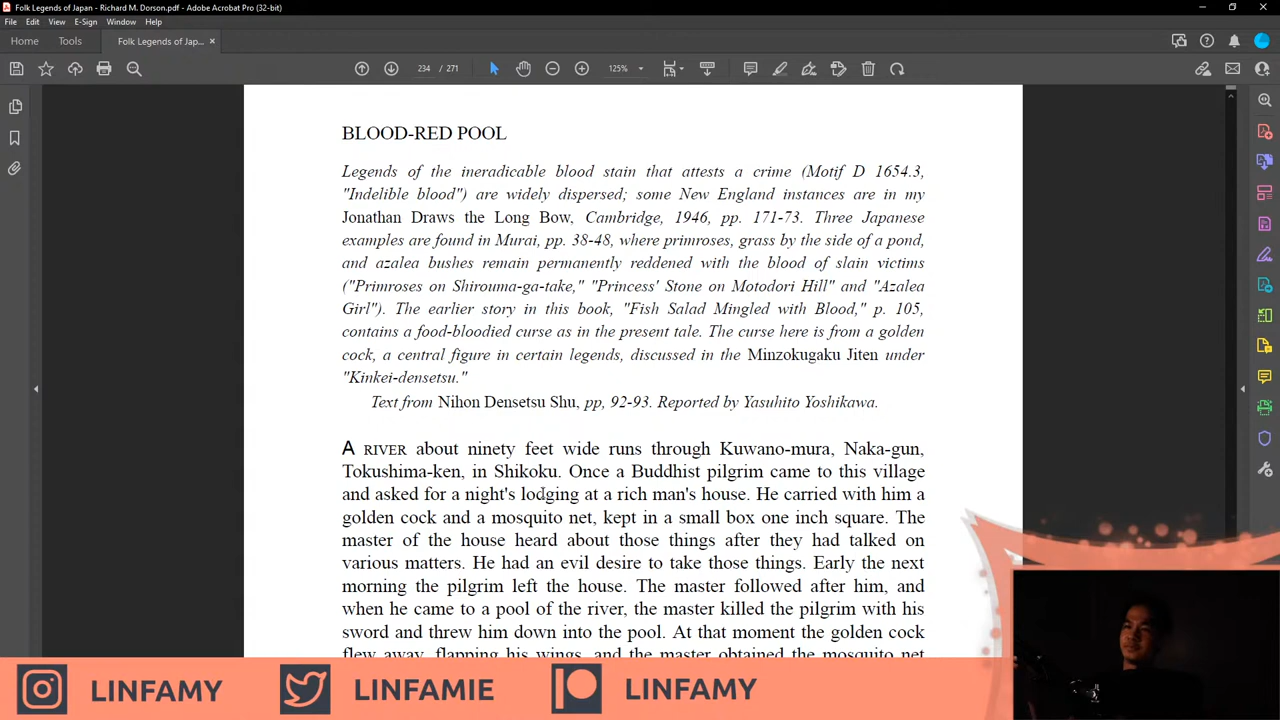 Folk Legends of Japan - Richard M. Dorson.pdf - Adobe Acrobat Pro (32-bit)
File Edit View E-Sign Window Help
Home Tools Folk Legends of Jap... ×
234 / 271 125%
BLOOD-RED POOL
Legends of the ineradicable blood stain that attests a crime (Motif D 1654.3,
"Indelible blood") are widely dispersed; some New England instances are in my
Jonathan Draws the Long Bow, Cambridge, 1946, pp. 171-73. Three Japanese
examples are found in Murai, pp. 38-48, where primroses, grass by the side of a pond,
and azalea bushes remain permanently reddened with the blood of slain victims
("Primroses on Shirouma-ga-take," "Princess' Stone on Motodori Hill" and "Azalea
Girl"). The earlier story in this book, "Fish Salad Mingled with Blood," p. 105,
contains a food-bloodied curse as in the present tale. The curse here is from a golden
cock, a central figure in certain legends, discussed in the Minzokugaku Jiten under
"Kinkei-densetsu."
Text from Nihon Densetsu Shu, pp, 92-93. Reported by Yasuhito Yoshikawa.
A RIVER about ninety feet wide runs through Kuwano-mura, Naka-gun,
Tokushima-ken, in Shikoku. Once a Buddhist pilgrim came to this village
and asked for a night's lodging at a rich man's house. He carried with him a
golden cock and a mosquito net, kept in a small box one inch square. The
master of the house heard about those things after they had talked on
various matters. He had an evil desire to take those things. Early the next
morning the pilgrim left the house. The master followed after him, and
when he came to a pool of the river, the master killed the pilgrim with his
sword and threw him down into the pool. At that moment the golden cock
flew away, flapping his wings, and the master obtained the mosquito net
LINFAMY LINFAMIE LINFAMY